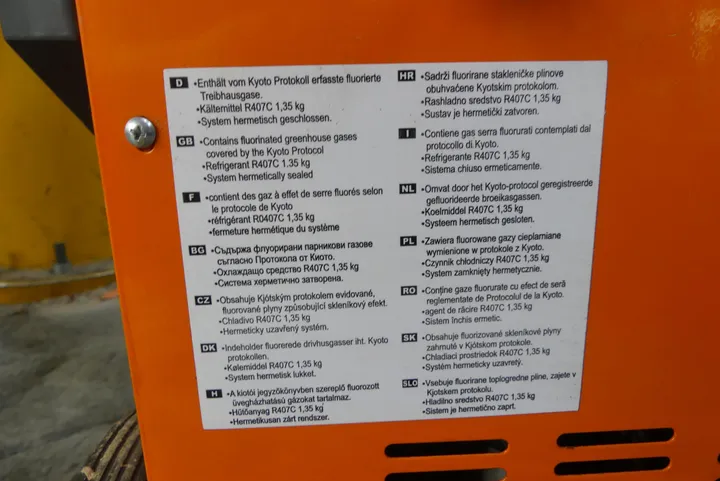 D •Enthält vom Kyoto Protokoll erfasste fluorierte
Treibhausgase.
•Kältemittel R407C 1,35 kg
•System hermetisch geschlossen.
GB •Contains fluorinated greenhouse gases
covered by the Kyoto Protocol
•Refrigerant R407C 1,35 kg
•System hermetically sealed
F •contient des gaz à effet de serre fluorés selon
le protocole de Kyoto
•réfrigérant R0407C 1,35 kg
•fermeture hermétique du système
BG •Съдържа флуорирани парникови газове
съгласно Протокола от Киото.
•Охлаждащо средство R407C 1,35 kg
•Система херметично затворена.
CZ •Obsahuje Kjótským protokolem evidované,
fluorované plyny způsobující skleníkový efekt.
•Chladivo R407C 1,35 kg
•Hermeticky uzavřený systém.
DK •Indeholder fluorerede drivhusgasser iht. Kyoto
protokollen.
•Kølemiddel R407C 1,35 kg
•System hermetisk lukket.
H •A kiotói jegyzőkönyvben szereplő fluorozott
üvegházhatású gázokat tartalmaz.
•Hűtőanyag R407C 1,35 kg
•Hermetikusan zárt rendszer.
HR •Sadrži fluorirane stakleničke plinove
obuhvaćene Kyotskim protokolom.
•Rashladno sredstvo R407C 1,35 kg
•Sustav je hermetički zatvoren.
I •Contiene gas serra fluorurati contemplati dal
protocollo di Kyoto.
•Refrigerante R407C 1,35 kg
•Sistema chiuso ermeticamente.
NL •Omvat door het Kyoto-protocol geregistreerde
gefluorideerde broeikasgassen.
•Koelmiddel R407C 1,35 kg
•Systeem hermetisch gesloten.
PL •Zawiera fluorowane gazy cieplarniane
wymienione w protokole z Kyoto.
•Czynnik chłodniczy R407C 1,35 kg
•System zamknięty hermetycznie.
RO •Conține gaze fluorurate cu efect de seră
reglementate de Protocolul de la Kyoto.
•agent de răcire R407C 1,35 kg
•Sistem închis ermetic.
SK •Obsahuje fluorizované skleníkové plyny
zahrnuté v Kjótskom protokole.
•Chladiaci prostriedok R407C 1,35 kg
•Systém hermeticky uzavretý.
SLO •Vsebuje fluorirane toplogredne pline, zajete v
Kjotskem protokolu.
•Hladilno sredstvo R407C 1,35 kg
•Sistem je hermetično zaprt.